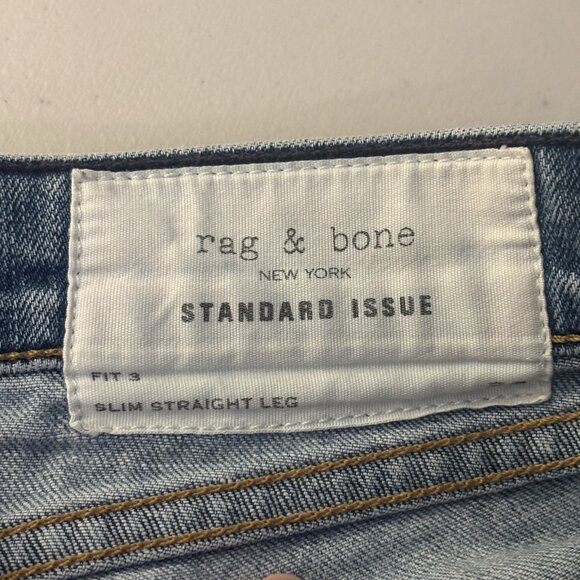 rag & bone
NEW YORK
STANDARD ISSUE
FIT 3
SLIM STRAIGHT LEG